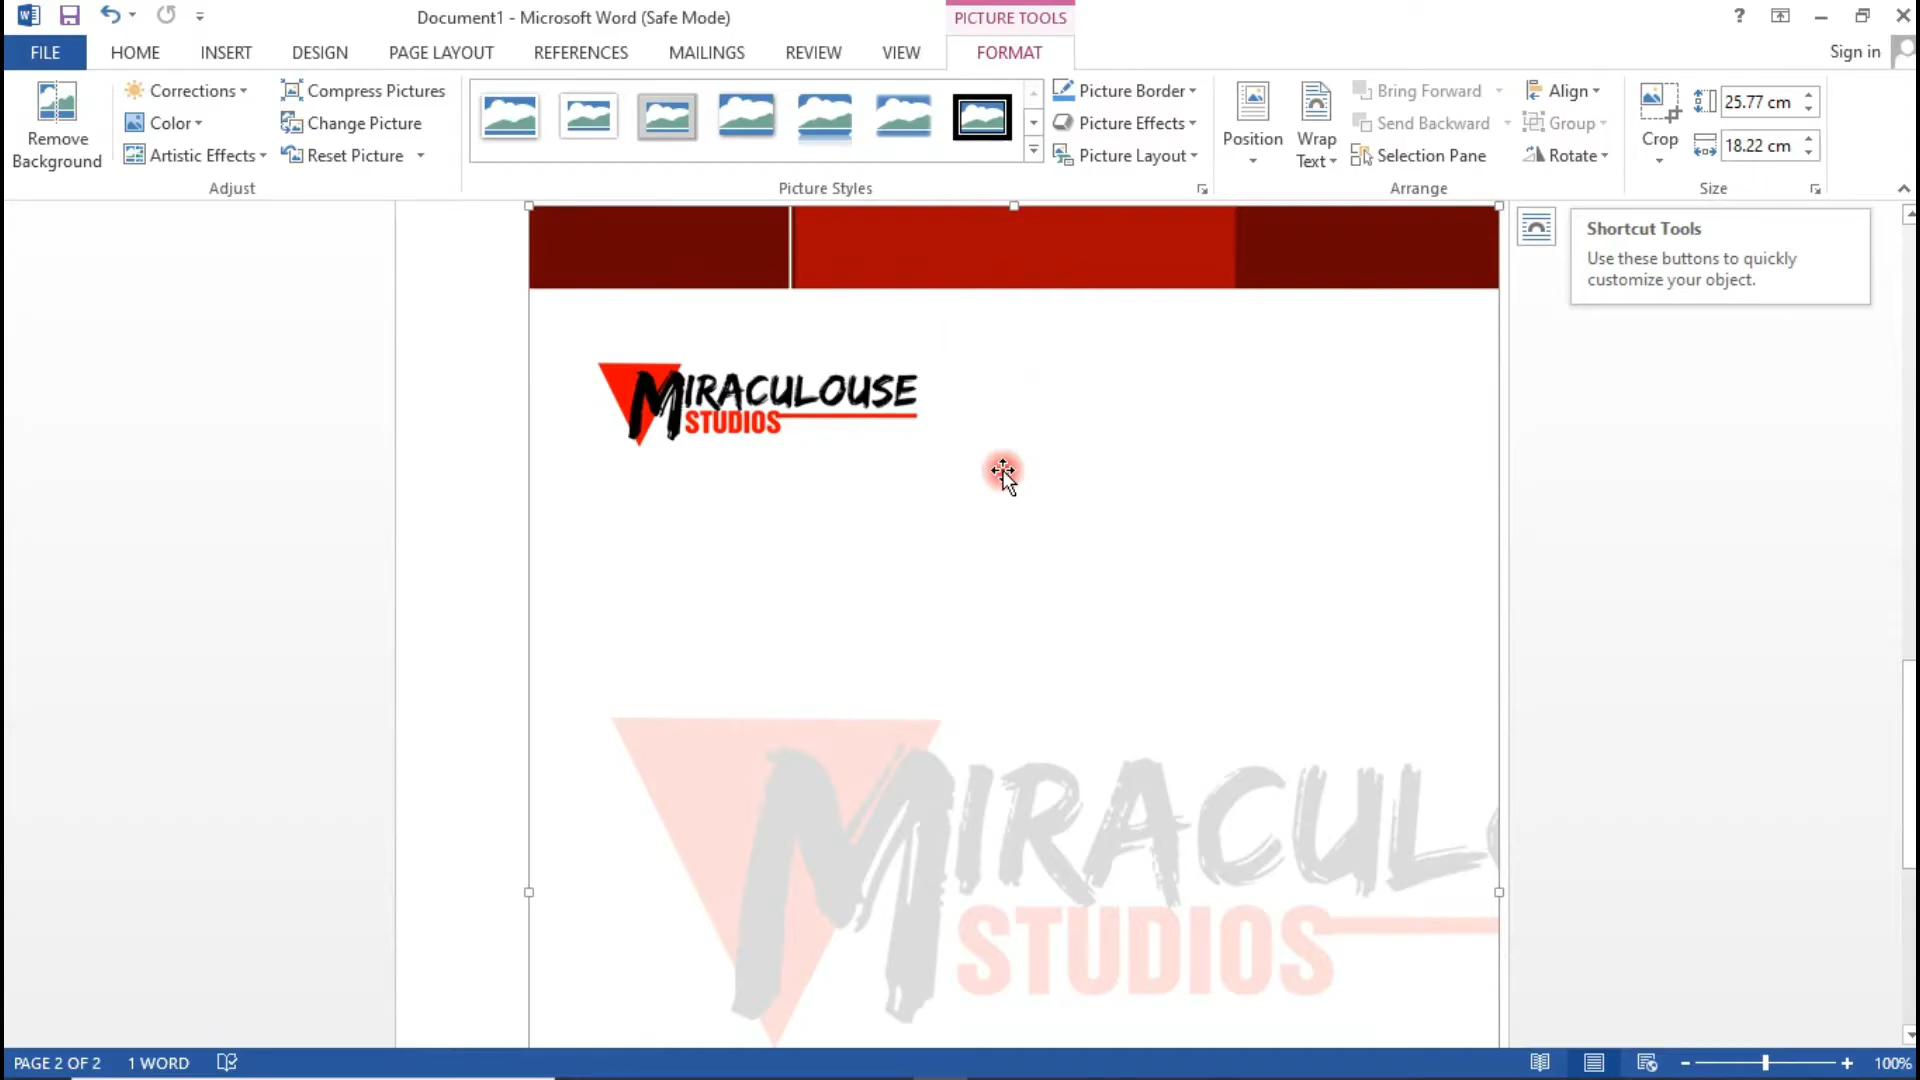 Document1 - Microsoft Word (Safe Mode)
PICTURE TOOLS
?
FILE
HOME
INSERT
DESIGN
PAGE LAYOUT
REFERENCES
MAILINGS
REVIEW
VIEW
FORMAT
Sign in
Remove
Background
Corrections
Color
Artistic Effects
Compress Pictures
Change Picture
Reset Picture
Adjust
Picture Styles
Picture Border
Picture Effects
Picture Layout
Position
Wrap
Text
Bring Forward
Send Backward
Selection Pane
Align
Group
Rotate
Arrange
Crop
25.77 cm
18.22 cm
Size
Shortcut Tools
Use these buttons to quickly
customize your object.
MIRACULOUSE
STUDIOS
MIRACUL
STUDIOS
PAGE 2 OF 2
1 WORD
100%